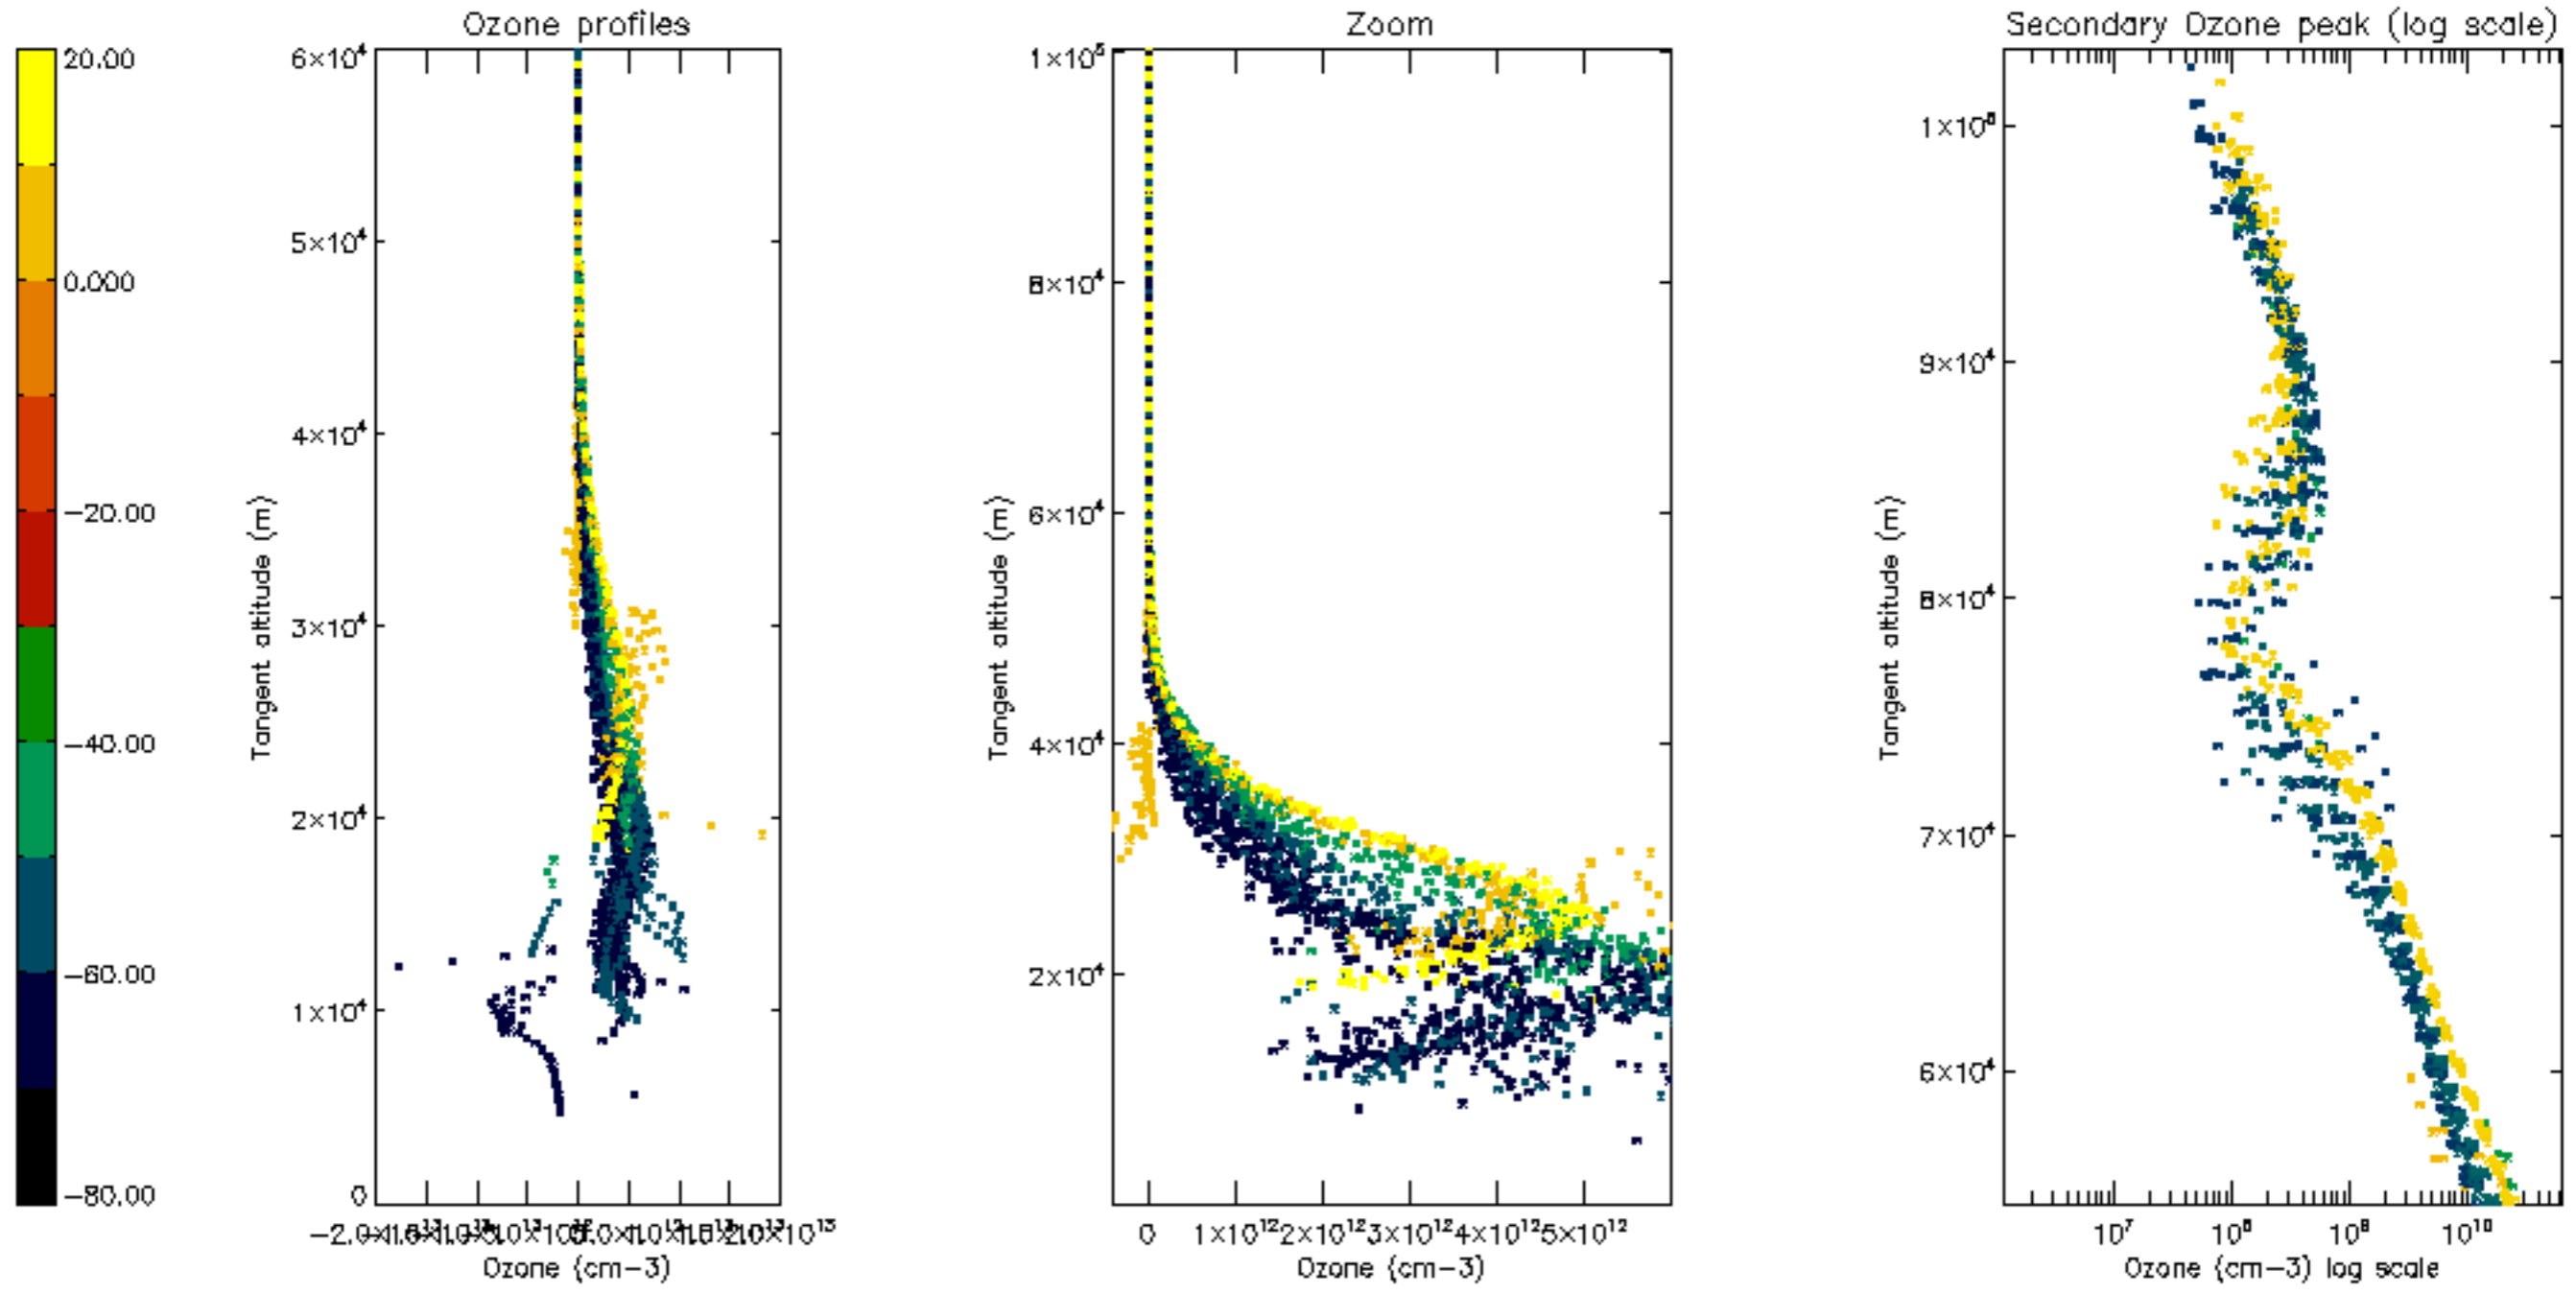 Ozone profiles
Zoom
Secondary Ozone peak (log scale)
20.00
0.000
−20.00
−40.00
−60.00
−80.00
6×10⁴
5×10⁴
4×10⁴
3×10⁴
2×10⁴
1×10⁴
0
Tangent altitude (m)
Ozone (cm−3)
1×10⁵
8×10⁴
6×10⁴
4×10⁴
2×10⁴
Tangent altitude (m)
0 1×10¹² 2×10¹² 3×10¹² 4×10¹² 5×10¹²
Ozone (cm−3)
1×10⁵
9×10⁴
8×10⁴
7×10⁴
6×10⁴
Tangent altitude (m)
10⁷ 10⁸ 10⁹ 10¹⁰
Ozone (cm−3) log scale